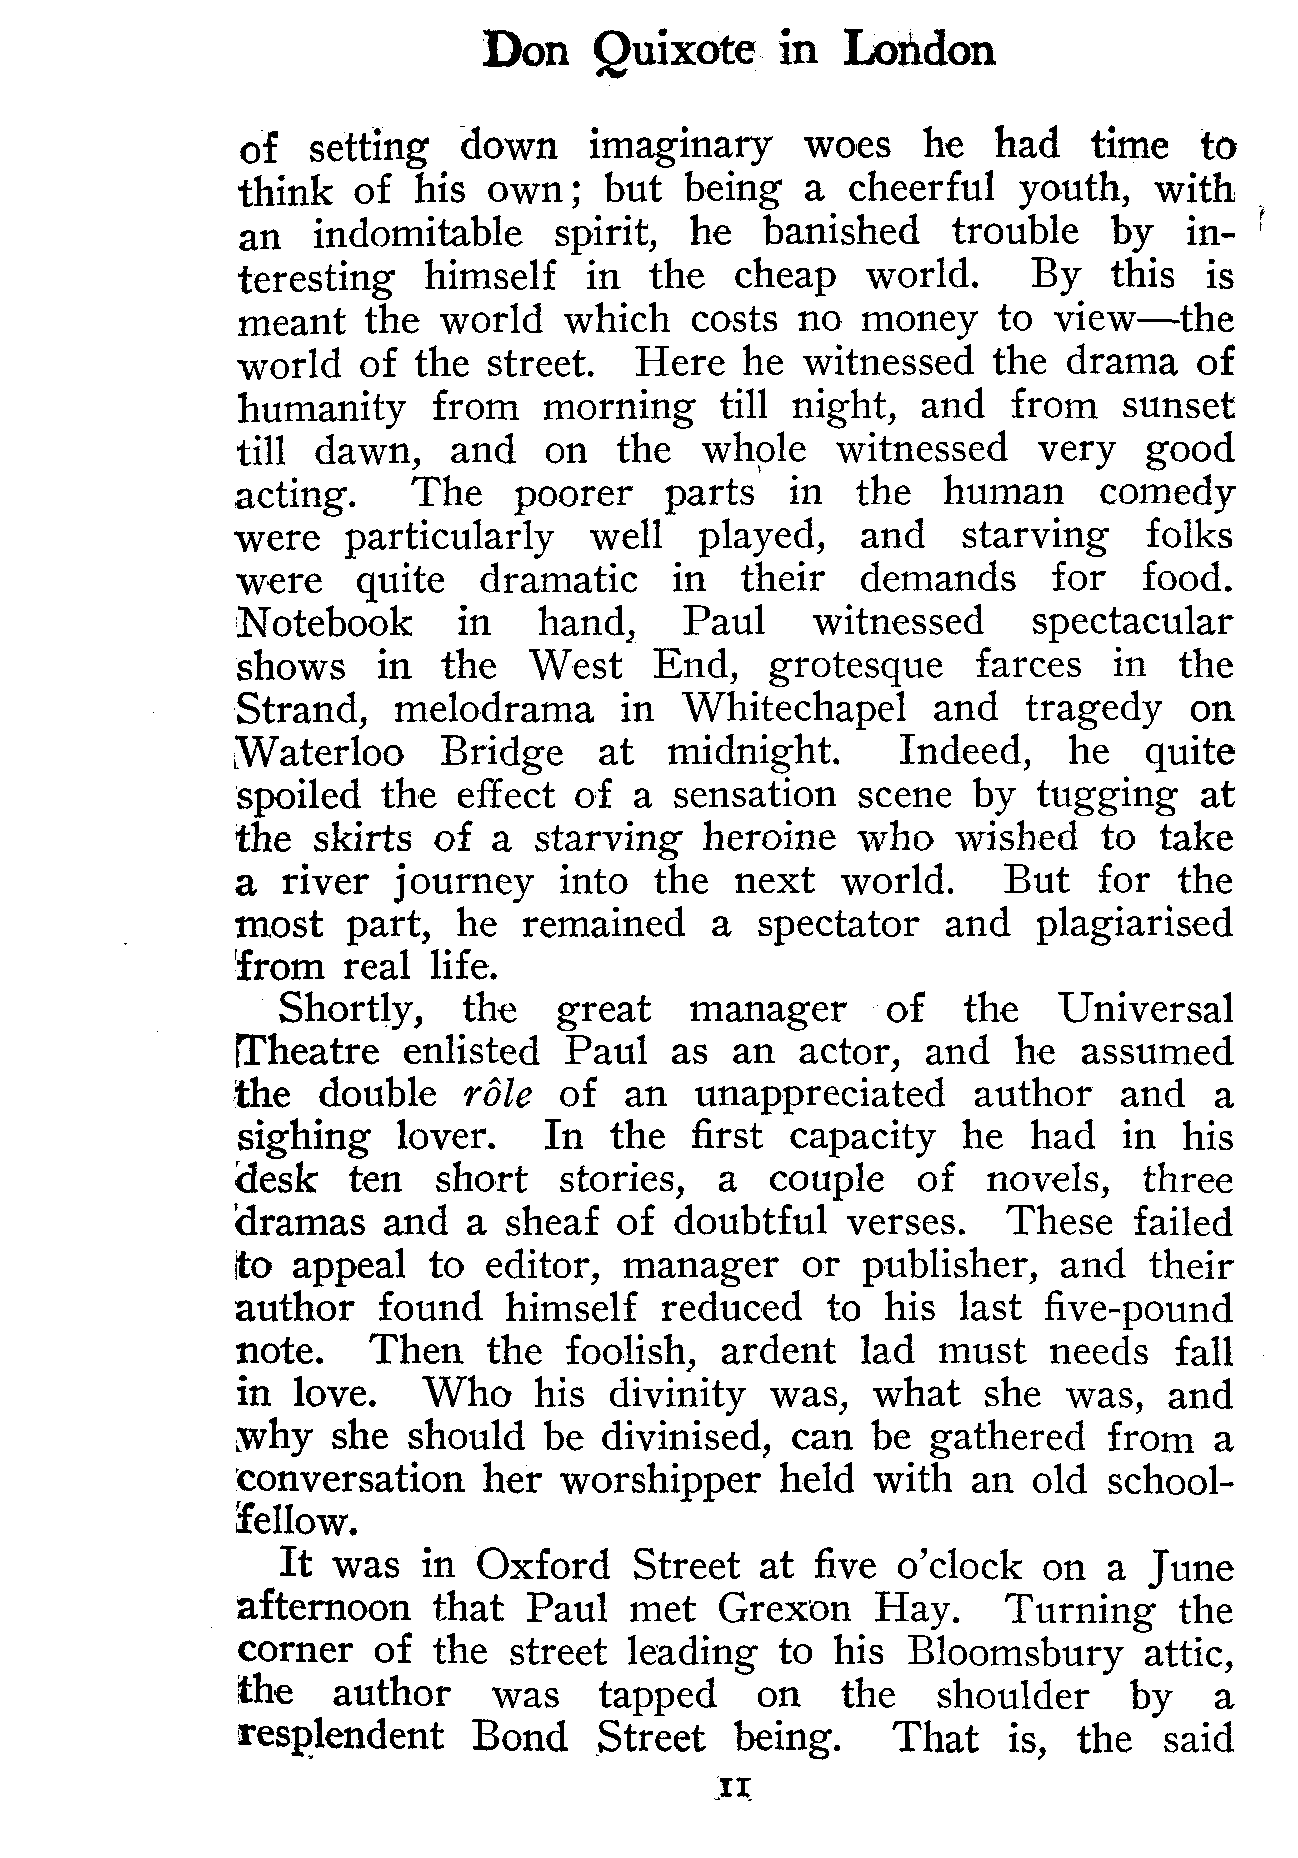 Don Quixote in London
of setting down imaginary woes he had time to
think of his own; but being a cheerful youth, with
an indomitable spirit, he banished trouble by in-
teresting himself in the cheap world. By this is
meant the world which costs no money to view—the
world of the street. Here he witnessed the drama of
humanity from morning till night, and from sunset
till dawn, and on the whole witnessed very good
acting. The poorer parts in the human comedy
were particularly well played, and starving folks
were quite dramatic in their demands for food.
Notebook in hand, Paul witnessed spectacular
shows in the West End, grotesque farces in the
Strand, melodrama in Whitechapel and tragedy on
Waterloo Bridge at midnight. Indeed, he quite
spoiled the effect of a sensation scene by tugging at
the skirts of a starving heroine who wished to take
a river journey into the next world. But for the
most part, he remained a spectator and plagiarised
from real life.
Shortly, the great manager of the Universal
Theatre enlisted Paul as an actor, and he assumed
the double rôle of an unappreciated author and a
sighing lover. In the first capacity he had in his
desk ten short stories, a couple of novels, three
dramas and a sheaf of doubtful verses. These failed
to appeal to editor, manager or publisher, and their
author found himself reduced to his last five-pound
note. Then the foolish, ardent lad must needs fall
in love. Who his divinity was, what she was, and
why she should be divinised, can be gathered from a
conversation her worshipper held with an old school-
fellow.
It was in Oxford Street at five o'clock on a June
afternoon that Paul met Grexon Hay. Turning the
corner of the street leading to his Bloomsbury attic,
the author was tapped on the shoulder by a
resplendent Bond Street being. That is, the said
11